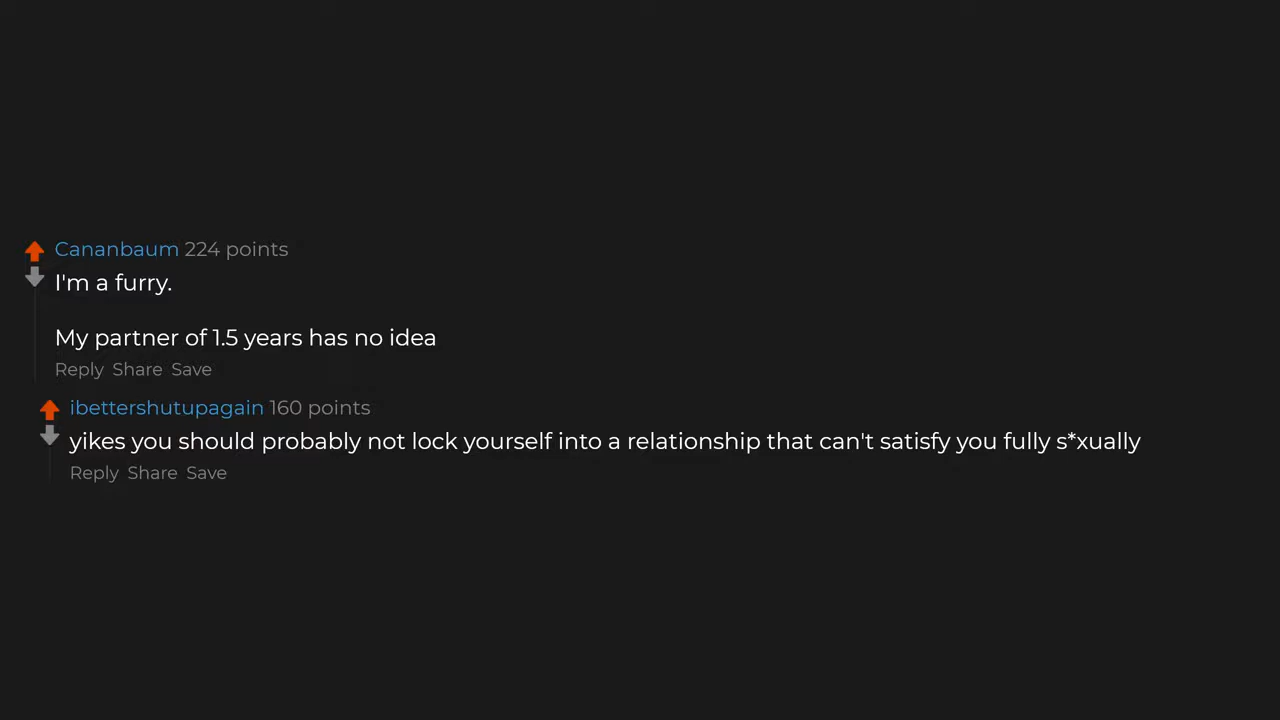 Cananbaum 224 points
I'm a furry.
My partner of 1.5 years has no idea
Reply Share Save
ibettershutupagain 160 points
yikes you should probably not lock yourself into a relationship that can't satisfy you fully s*xually
Reply Share Save